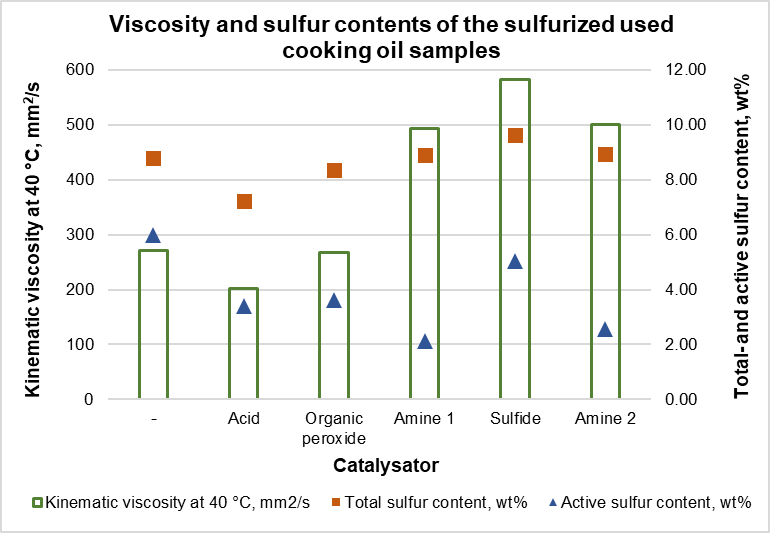 Viscosity and sulfur contents of the sulfurized used
cooking oil samples
Kinematic viscosity at 40 °C, mm²/s
600
500
400
300
200
100
0
12.00
10.00
8.00
6.00
4.00
2.00
0.00
Total- and active sulfur content, wt%
-
Acid
Organic
peroxide
Amine 1
Sulfide
Amine 2
Catalysator
Kinematic viscosity at 40 °C, mm2/s
Total sulfur content, wt%
Active sulfur content, wt%